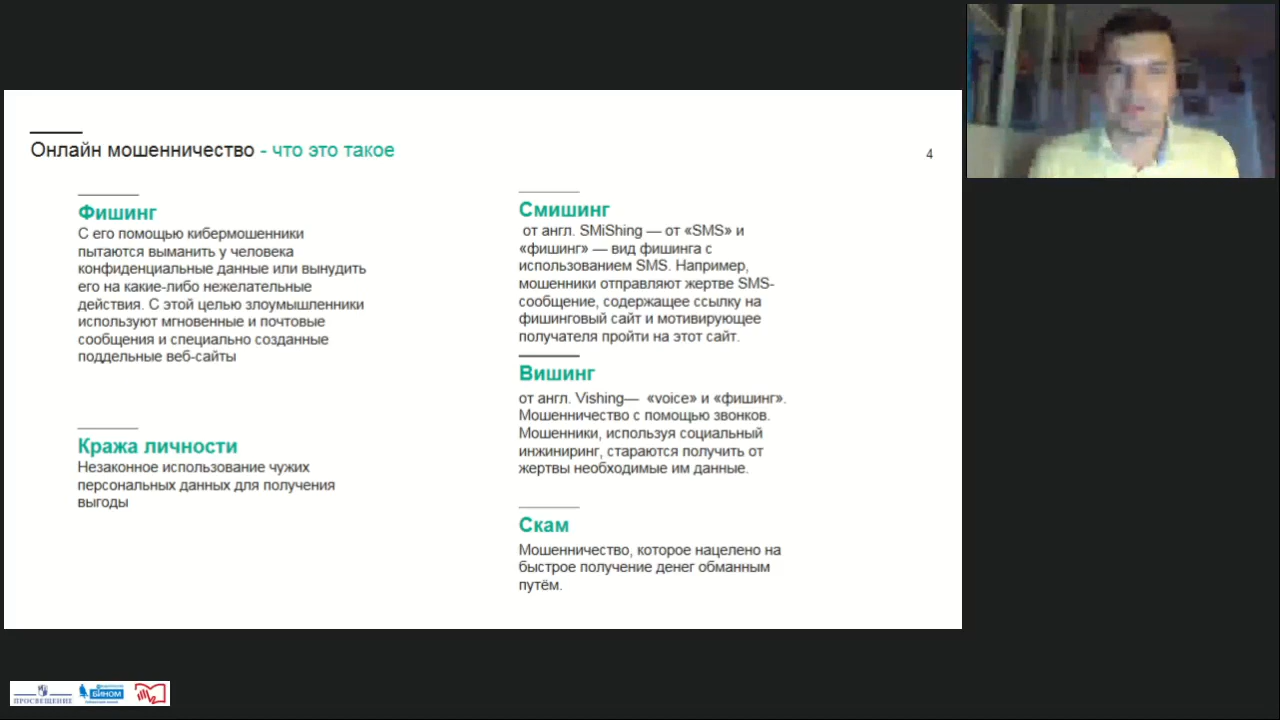 Онлайн мошенничество - что это такое
4
Фишинг
С его помощью кибермошенники
пытаются выманить у человека
конфиденциальные данные или вынудить
его на какие-либо нежелательные
действия. С этой целью злоумышленники
используют мгновенные и почтовые
сообщения и специально созданные
поддельные веб-сайты
Кража личности
Незаконное использование чужих
персональных данных для получения
выгоды
Смишинг
от англ. SMiShing — от «SMS» и
«фишинг» — вид фишинга с
использованием SMS. Например,
мошенники отправляют жертве SMS-
сообщение, содержащее ссылку на
фишинговый сайт и мотивирующее
получателя пройти на этот сайт.
Вишинг
от англ. Vishing— «voice» и «фишинг».
Мошенничество с помощью звонков.
Мошенники, используя социальный
инжиниринг, стараются получить от
жертвы необходимые им данные.
Скам
Мошенничество, которое нацелено на
быстрое получение денег обманным
путём.
ПРОСВЕЩЕНИЕ
БИНОМ